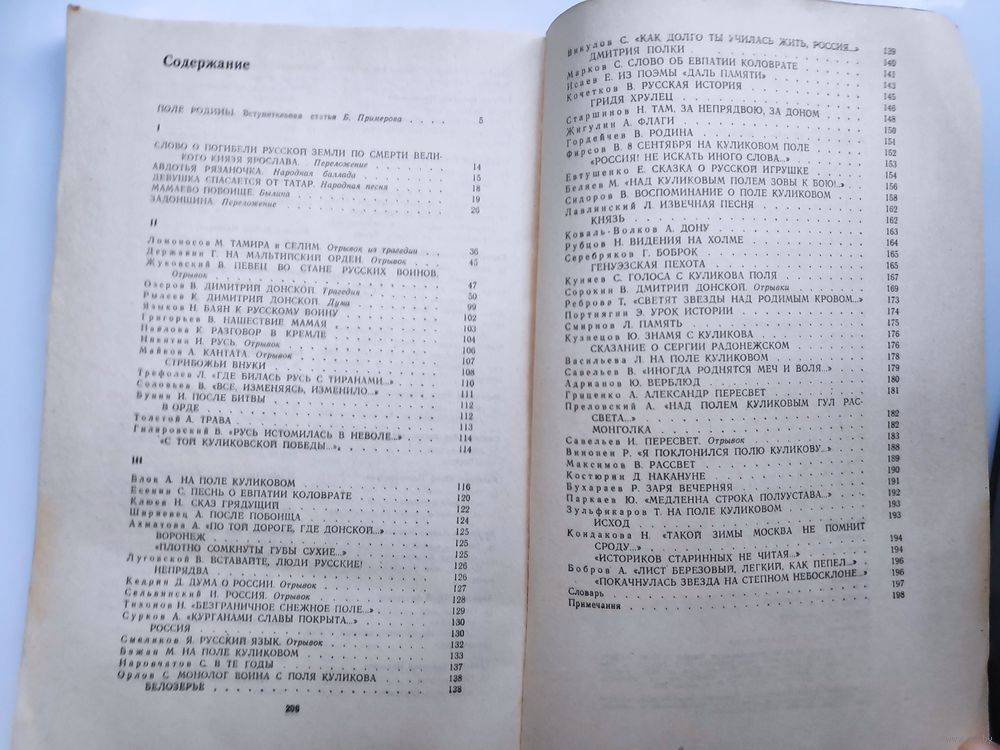 Содержание
ПОЛЕ РОДИНЫ. Вступительная статья Б. Примерова . . . . 5
I
СЛОВО О ПОГИБЕЛИ РУССКОЙ ЗЕМЛИ ПО СМЕРТИ ВЕЛИ-
КОГО КНЯЗЯ ЯРОСЛАВА. Переложение . . . . 14
АВДОТЬЯ РЯЗАНОЧКА. Народная баллада . . . . 15
ДЕВУШКА СПАСАЕТСЯ ОТ ТАТАР. Народная песня . . . . 18
МАМАЕВО ПОБОИЩЕ. Былина . . . . 19
ЗАДОНЩИНА. Переложение . . . . 26
II
Ломоносов М. ТАМИРА и СЕЛИМ. Отрывок из трагедии . . 36
Державин Г. НА МАЛЬТИЙСКИЙ ОРДЕН. Отрывок . . 45
Жуковский В. ПЕВЕЦ ВО СТАНЕ РУССКИХ ВОИНОВ.
Отрывок . . . . 47
Озеров В. ДИМИТРИЙ ДОНСКОЙ. Трагедия . . . . 50
Рылеев К. ДИМИТРИЙ ДОНСКОЙ. Дума . . . . 99
Языков Н. БАЯН К РУССКОМУ ВОИНУ . . . . 102
Григорьев В. НАШЕСТВИЕ МАМАЯ . . . . 103
Павлова К. РАЗГОВОР В КРЕМЛЕ . . . . 104
Никитин И. РУСЬ. Отрывок . . . . 106
Майков А. КАНТАТА. Отрывок . . . . 107
СТРИБОЖЬИ ВНУКИ . . . . 108
Трефолев Л. «ГДЕ БИЛАСЬ РУСЬ С ТИРАНАМИ...» . . . . 110
Соловьев В. «ВСЕ, ИЗМЕНЯЯСЬ, ИЗМЕНИЛО...» . . . . 111
Бунин И. ПОСЛЕ БИТВЫ . . . . 112
В ОРДЕ . . . . 112
Толстой А. ТРАВА . . . . 113
Гиляровский В. «РУСЬ ИСТОМИЛАСЬ В НЕВОЛЕ...» . . . . 114
«С ТОЙ КУЛИКОВСКОЙ ПОБЕДЫ...» . . . . 114
III
Блок А. НА ПОЛЕ КУЛИКОВОМ . . . . 116
Есенин С. ПЕСНЬ О ЕВПАТИИ КОЛОВРАТЕ . . . . 120
Клюев Н. СКАЗ ГРЯДУЩИЙ . . . . 122
Ширяевец А. ПОСЛЕ ПОБОИЩА . . . . 124
Ахматова А. «ПО ТОЙ ДОРОГЕ, ГДЕ ДОНСКОЙ...» . . . . 125
ВОРОНЕЖ . . . . 125
«ПЛОТНО СОМКНУТЫ ГУБЫ СУХИЕ...» . . . . 125
Луговской В. ВСТАВАЙТЕ, ЛЮДИ РУССКИЕ! . . . . 126
НЕПРЯДВА . . . . 126
Кедрин Д. ДУМА О РОССИИ. Отрывок . . . . 127
Сельвинский И. РОССИЯ. Отрывок . . . . 128
Тихонов Н. «БЕЗГРАНИЧНОЕ СНЕЖНОЕ ПОЛЕ...» . . . . 129
Сурков А. «КУРГАНАМИ СЛАВЫ ПОКРЫТА...» . . . . 130
РОССИЯ . . . . 130
Смеляков Я. РУССКИЙ ЯЗЫК. Отрывок . . . . 132
Бажан М. НА ПОЛЕ КУЛИКОВОМ . . . . 133
Наровчатов С. В ТЕ ГОДЫ . . . . 137
Орлов С. МОНОЛОГ ВОИНА С ПОЛЯ КУЛИКОВА . . . . 138
БЕЛОЗЕРЬЕ . . . . 138
206
Викулов С. «КАК ДОЛГО ТЫ УЧИЛАСЬ ЖИТЬ, РОССИЯ...» 139
ДМИТРИЯ ПОЛКИ . . . . 140
Марков С. СЛОВО ОБ ЕВПАТИИ КОЛОВРАТЕ . . . . 141
Исаев Е. ИЗ ПОЭМЫ «ДАЛЬ ПАМЯТИ» . . . . 143
Кочетков В. РУССКАЯ ИСТОРИЯ . . . . 145
ГРИДЯ ХРУЛЕЦ . . . . 146
Старшинов Н. ТАМ, ЗА НЕПРЯДВОЮ, ЗА ДОНОМ . . . . 148
Жигулин А. ФЛАГИ . . . . 150
Гордейчев В. РОДИНА . . . . 151
Фирсов В. 8 СЕНТЯБРЯ НА КУЛИКОВОМ ПОЛЕ . . . . 152
«РОССИЯ! НЕ ИСКАТЬ ИНОГО СЛОВА...» . . . . 153
Евтушенко Е. СКАЗКА О РУССКОЙ ИГРУШКЕ . . . . 154
Беляев М. «НАД КУЛИКОВЫМ ПОЛЕМ ЗОВЫ К БОЮ!..» . . 156
Сидоров В. ВОСПОМИНАНИЕ О ПОЛЕ КУЛИКОВОМ . . 158
Лавлинский Л. ИЗВЕЧНАЯ ПЕСНЯ . . . . 162
КНЯЗЬ . . . . 162
Коваль-Волков А. ДОНУ . . . . 163
Рубцов Н. ВИДЕНИЯ НА ХОЛМЕ . . . . 164
Серебряков Г. БОБРОК . . . . 165
ГЕНУЭЗСКАЯ ПЕХОТА . . . . 165
Куняев С. ГОЛОСА С КУЛИКОВА ПОЛЯ . . . . 167
Сорокин В. ДМИТРИЙ ДОНСКОЙ. Отрывки . . . . 169
Реброва Т. «СВЕТЯТ ЗВЕЗДЫ НАД РОДИМЫМ КРОВОМ...» 173
Портнягин Э. УРОК ИСТОРИИ . . . . 174
Смирнов Л. ПАМЯТЬ . . . . 175
Кузнецов Ю. ЗНАМЯ С КУЛИКОВА . . . . 176
СКАЗАНИЕ О СЕРГИИ РАДОНЕЖСКОМ . . . . 176
Васильева Л. НА ПОЛЕ КУЛИКОВОМ . . . . 178
Савельев В. «ИНОГДА РОДНЯТСЯ МЕЧ И ВОЛЯ...» . . . . 179
Адрианов Ю. ВЕРБЛЮД . . . . 180
Гриценко А. АЛЕКСАНДР ПЕРЕСВЕТ . . . . 181
Преловский А. «НАД ПОЛЕМ КУЛИКОВЫМ ГУЛ РАС-
СВЕТА...» . . . . 182
МОНГОЛКА . . . . 182
Савельев И. ПЕРЕСВЕТ. Отрывок . . . . 183
Винонен Р. «Я ПОКЛОНИЛСЯ ПОЛЮ КУЛИКОВУ...» . . . . 188
Максимов В. РАССВЕТ . . . . 189
Костюрин Д. НАКАНУНЕ . . . . 190
Бухараев Р. ЗАРЯ ВЕЧЕРНЯЯ . . . . 191
Паркаев Ю. «МЕДЛЕННА СТРОКА ПОЛУУСТАВА...» . . . . 192
Зульфикаров Т. НА ПОЛЕ КУЛИКОВОМ . . . . 193
ИСХОД . . . . 193
Кондакова Н. «ТАКОЙ ЗИМЫ МОСКВА НЕ ПОМНИТ
СРОДУ...» . . . . 194
«ИСТОРИКОВ СТАРИННЫХ НЕ ЧИТАЯ...» . . . . 194
Бобров А. «ЛИСТ БЕРЕЗОВЫЙ, ЛЕГКИЙ, КАК ПЕПЕЛ...» . . 196
«ПОКАЧНУЛАСЬ ЗВЕЗДА НА СТЕПНОМ НЕБОСКЛОНЕ...» 196
Словарь . . . . 197
Примечания . . . . 198